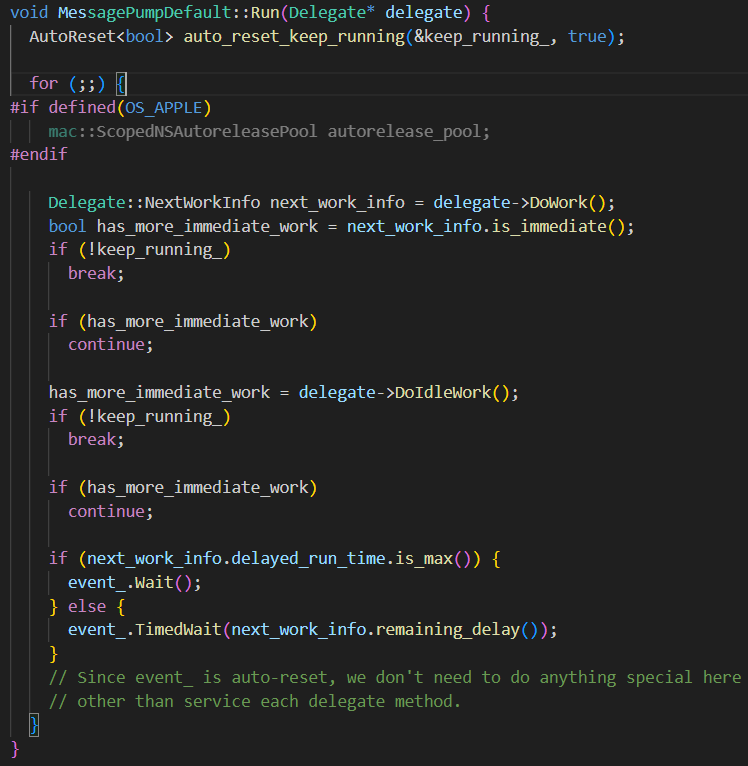 void MessagePumpDefault::Run(Delegate* delegate) {
  AutoReset<bool> auto_reset_keep_running(&keep_running_, true);

  for (;;) {
#if defined(OS_APPLE)
    mac::ScopedNSAutoreleasePool autorelease_pool;
#endif

    Delegate::NextWorkInfo next_work_info = delegate->DoWork();
    bool has_more_immediate_work = next_work_info.is_immediate();
    if (!keep_running_)
      break;

    if (has_more_immediate_work)
      continue;

    has_more_immediate_work = delegate->DoIdleWork();
    if (!keep_running_)
      break;

    if (has_more_immediate_work)
      continue;

    if (next_work_info.delayed_run_time.is_max()) {
      event_.Wait();
    } else {
      event_.TimedWait(next_work_info.remaining_delay());
    }
    // Since event_ is auto-reset, we don't need to do anything special here
    // other than service each delegate method.
  }
}